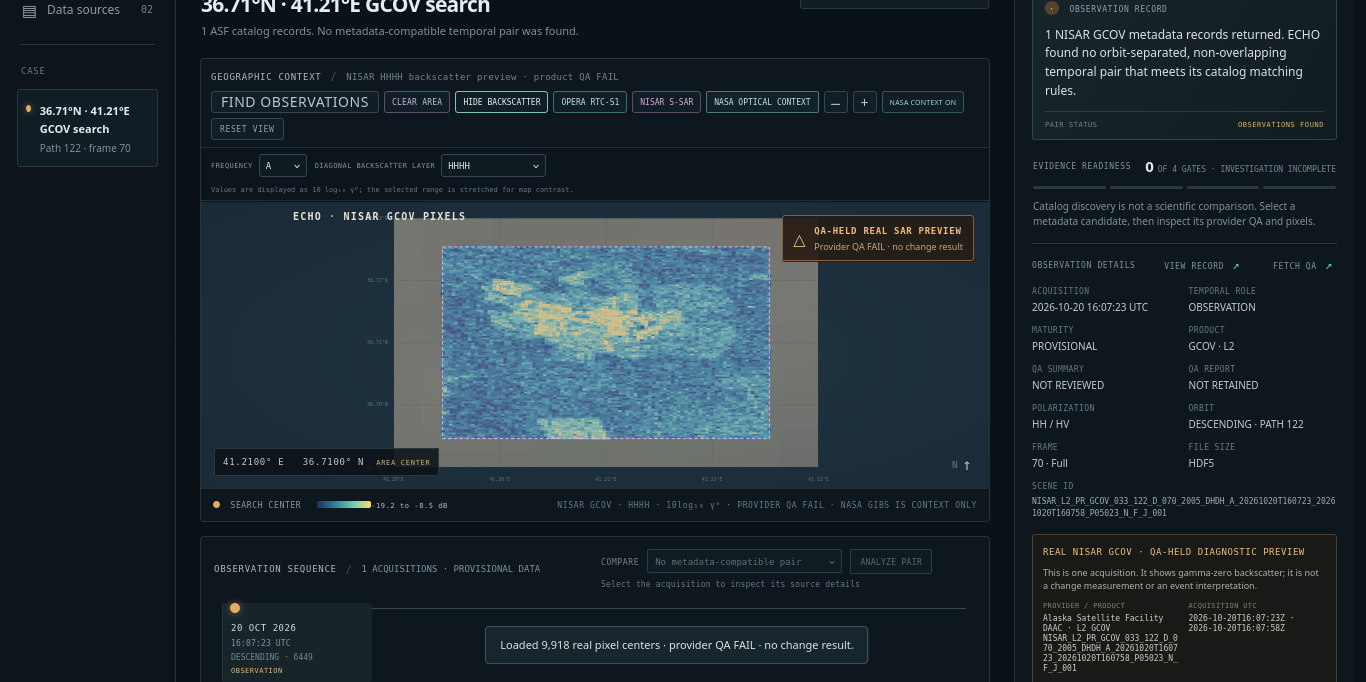 Data sources 02
CASE
36.71°N · 41.21°E
GCOV search
Path 122 · frame 70
36.71°N · 41.21°E GCOV search
1 ASF catalog records. No metadata-compatible temporal pair was found.
GEOGRAPHIC CONTEXT / NISAR HHHH backscatter preview · product QA FAIL
FIND OBSERVATIONS CLEAR AREA HIDE BACKSCATTER OPERA RTC-S1 NISAR S-SAR NASA OPTICAL CONTEXT — + NASA CONTEXT ON
RESET VIEW
FREQUENCY A DIAGONAL BACKSCATTER LAYER HHHH
Values are displayed as 10 log₁₀ γ⁰; the selected range is stretched for map contrast.
ECHO · NISAR GCOV PIXELS
QA-HELD REAL SAR PREVIEW
Provider QA FAIL · no change result
36.72°N
36.71°N
36.70°N
41.2100° E 36.7100° N AREA CENTER
N ↑
41.20°E 41.21°E 41.22°E 41.22°E
SEARCH CENTER -19.2 to -8.5 dB NISAR GCOV · HHHH · 10log₁₀ γ⁰ · PROVIDER QA FAIL · NASA GIBS IS CONTEXT ONLY
OBSERVATION SEQUENCE / 1 ACQUISITIONS · PROVISIONAL DATA
COMPARE No metadata-compatible pair ANALYZE PAIR
Select the acquisition to inspect its source details
20 OCT 2026
16:07:23 UTC
DESCENDING · 6449
OBSERVATION
Loaded 9,918 real pixel centers · provider QA FAIL · no change result.
OBSERVATION RECORD
1 NISAR GCOV metadata records returned. ECHO
found no orbit-separated, non-overlapping
temporal pair that meets its catalog matching
rules.
PAIR STATUS OBSERVATIONS FOUND
EVIDENCE READINESS 0 OF 4 GATES · INVESTIGATION INCOMPLETE
Catalog discovery is not a scientific comparison. Select a
metadata candidate, then inspect its provider QA and pixels.
OBSERVATION DETAILS VIEW RECORD ↗ FETCH QA ↗
ACQUISITION TEMPORAL ROLE
2026-10-20 16:07:23 UTC OBSERVATION
MATURITY PRODUCT
PROVISIONAL GCOV · L2
QA SUMMARY QA REPORT
NOT REVIEWED NOT RETAINED
POLARIZATION ORBIT
HH / HV DESCENDING · PATH 122
FRAME FILE SIZE
70 · Full HDF5
SCENE ID
NISAR_L2_PR_GCOV_033_122_D_070_2005_DHDH_A_20261020T160723_2026
1020T160758_P05023_N_F_J_001
REAL NISAR GCOV · QA-HELD DIAGNOSTIC PREVIEW
This is one acquisition. It shows gamma-zero backscatter; it is not
a change measurement or an event interpretation.
PROVIDER / PRODUCT ACQUISITION UTC
Alaska Satellite Facility 2026-10-20T16:07:23Z ·
DAAC · L2 GCOV 2026-10-20T16:07:58Z
NISAR_L2_PR_GCOV_033_122_D_0
70_2005_DHDH_A_20261020T1607
23_20261020T160758_P05023_N_
F_J_001